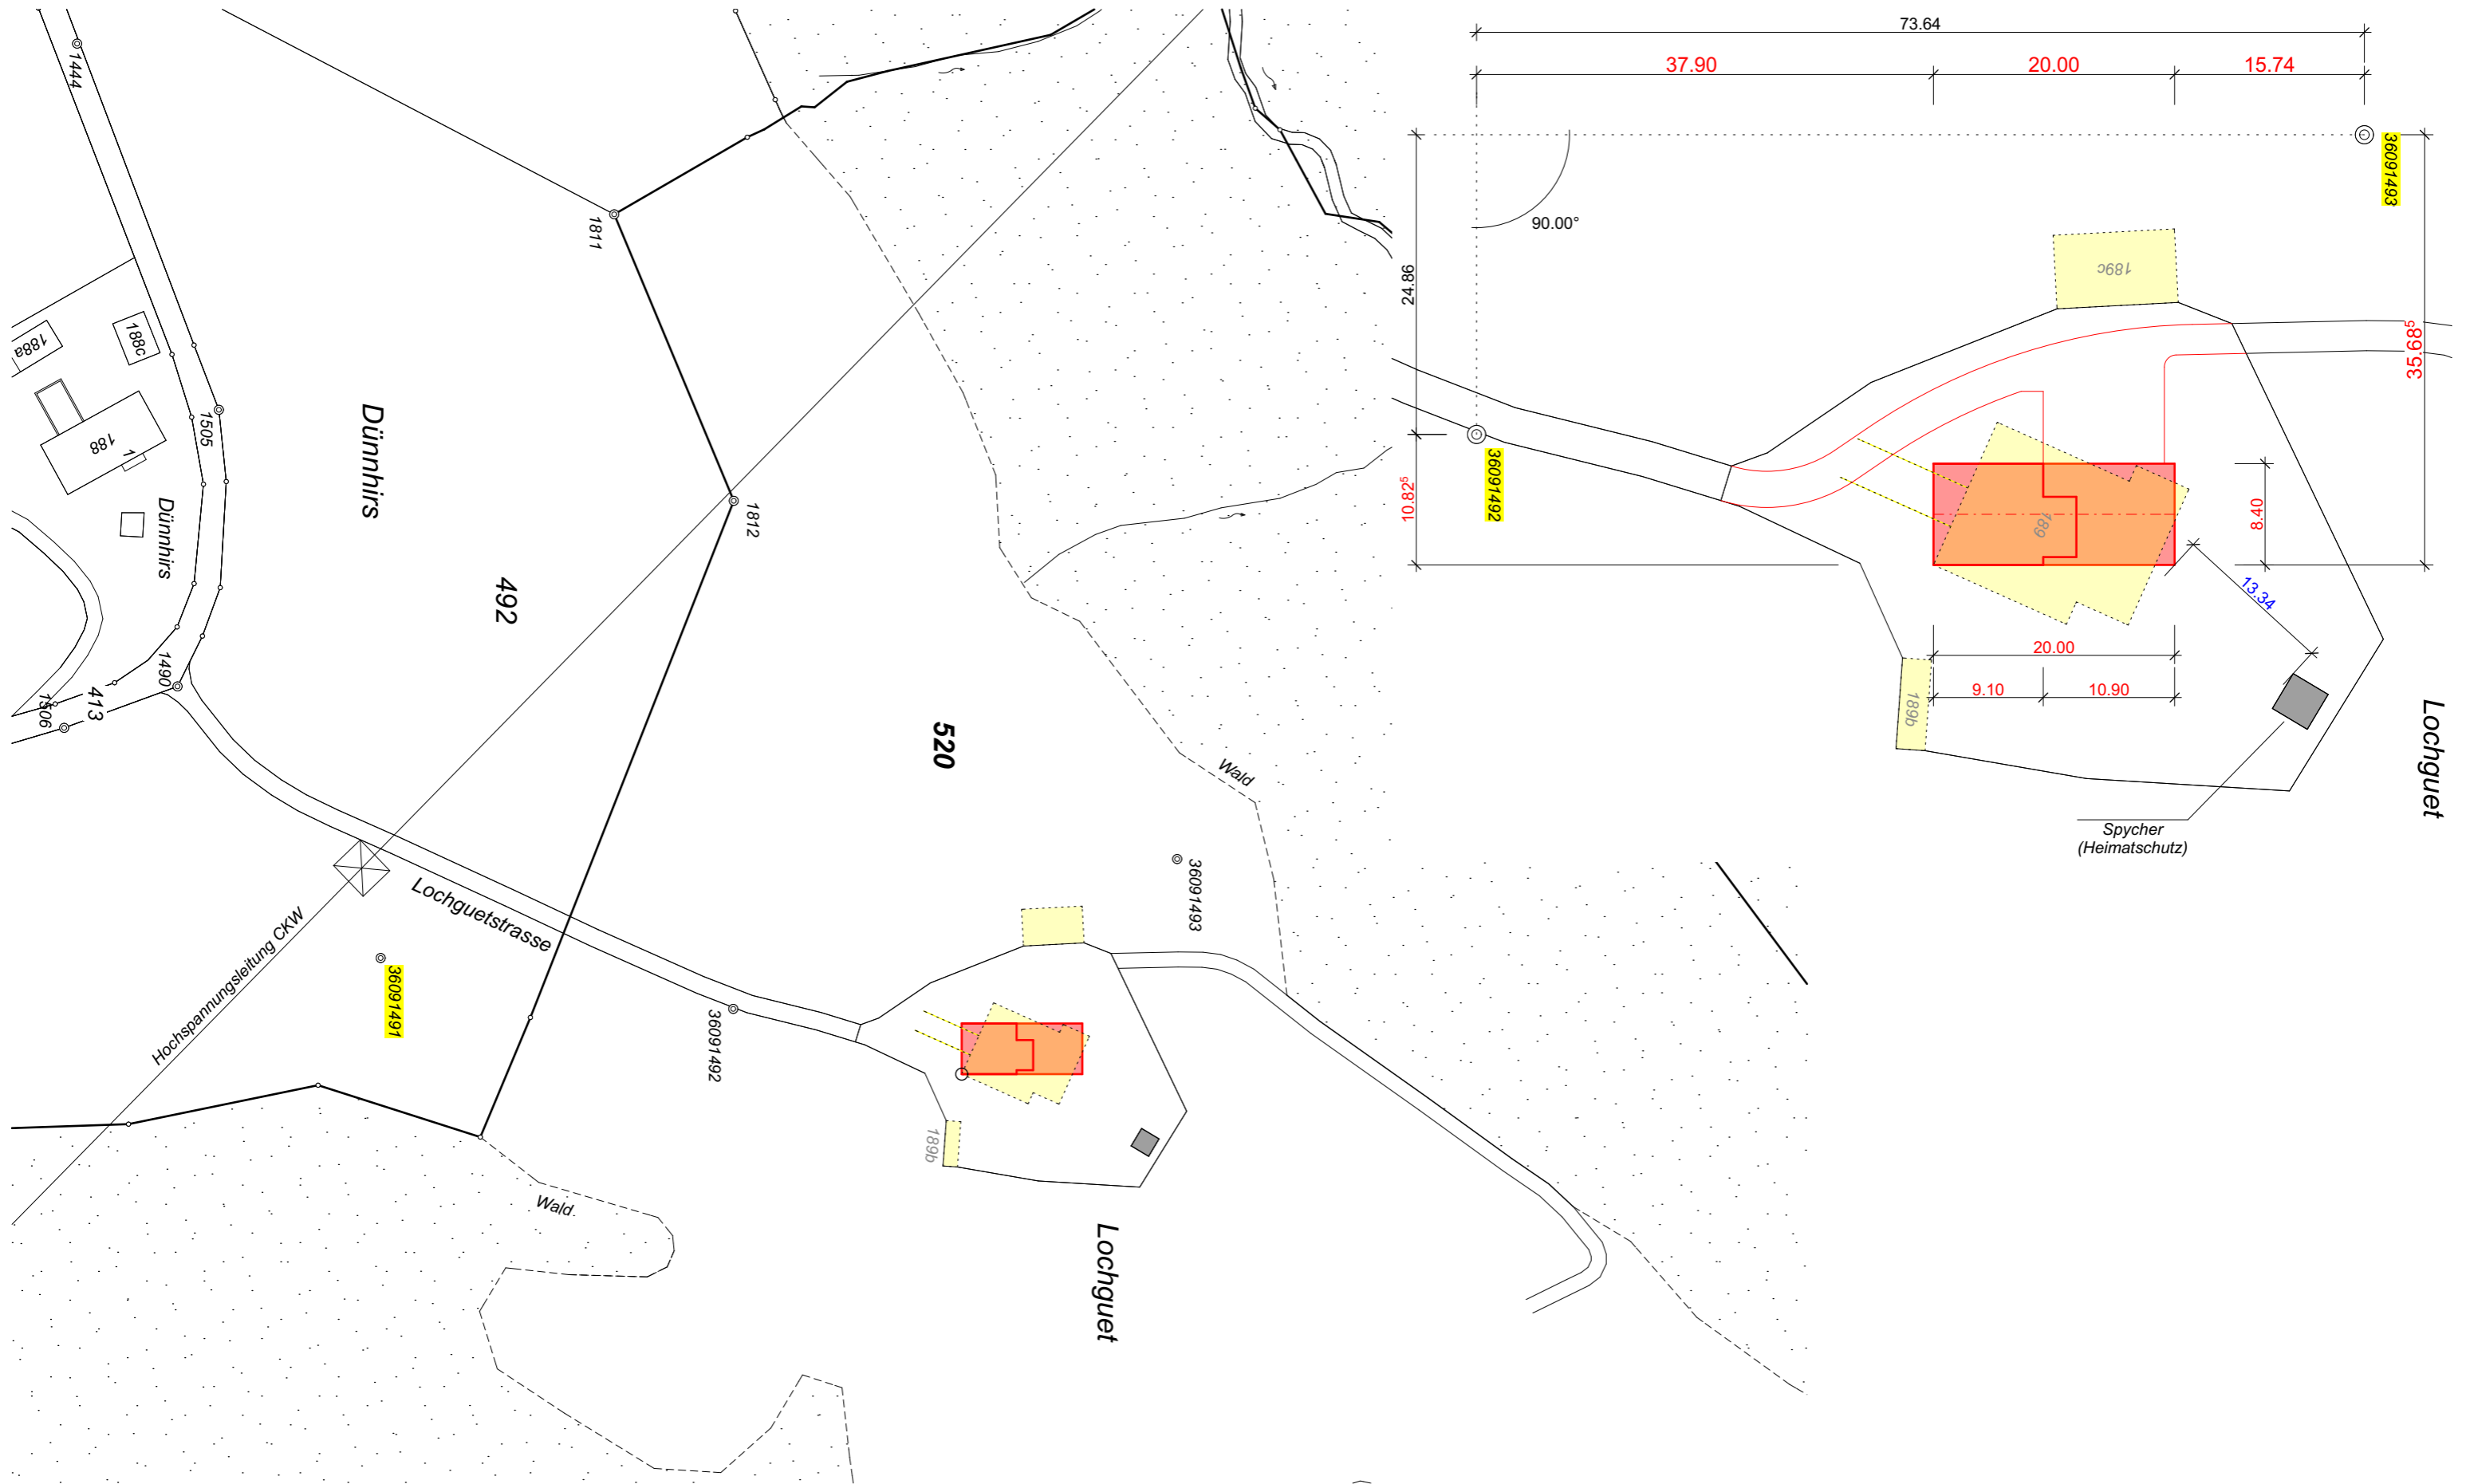 73.64
37.90
20.00
15.74
36091493
90.00°
24.86
10.82⁵
36091492
189c
35.68⁵
189
8.40
13.34
20.00
9.10
10.90
189b
Spycher
(Heimatschutz)
Lochguet
1444
1811
188a
188c
188
1
1505
Dünnhirs
Dünnhirs
1812
492
1490
413
1506
520
Wald
36091493
Lochguetstrasse
Hochspannungsleitung CKW
36091491
36091492
189b
Wald
Lochguet